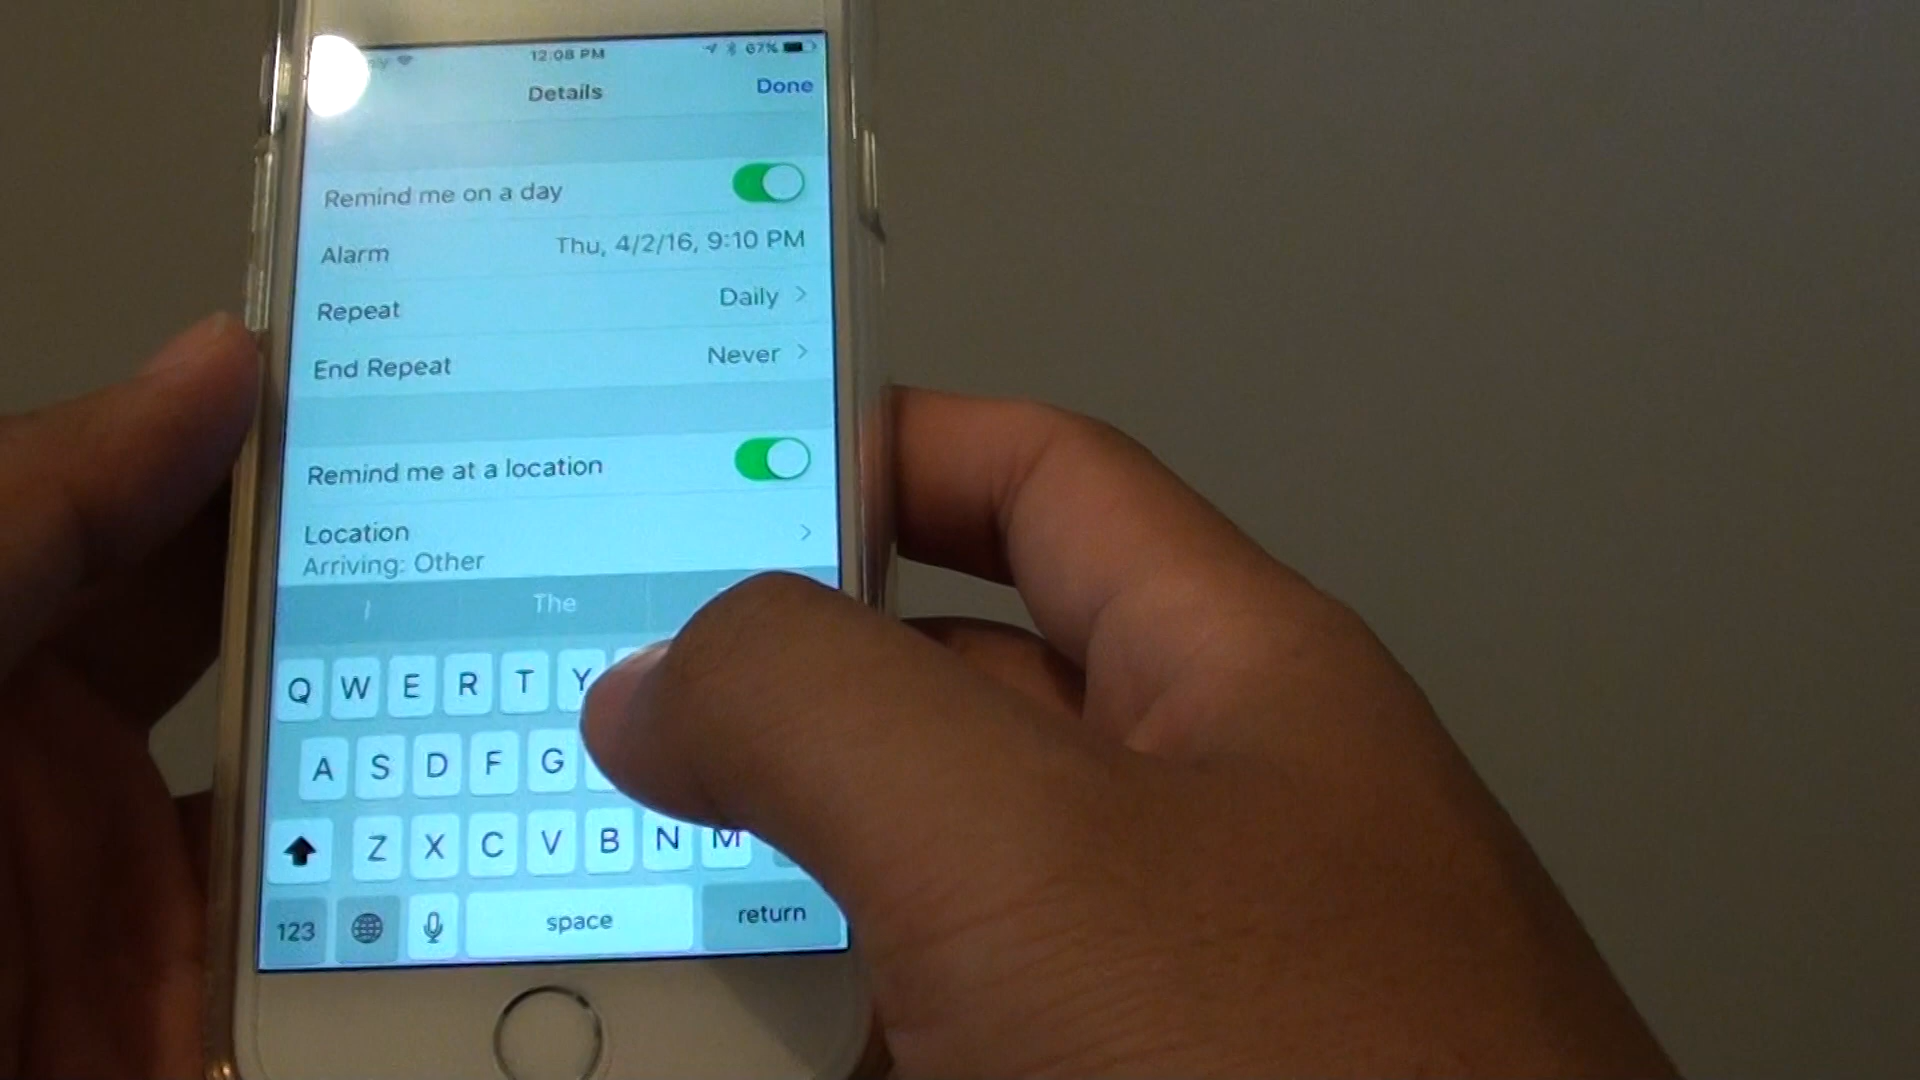 12:08 PM 67%
Details Done
Remind me on a day
Alarm Thu, 4/2/16, 9:10 PM
Repeat Daily
End Repeat Never
Remind me at a location
Location
Arriving: Other
I The
Q W E R T Y
A S D F G
Z X C V B N M
123 space return